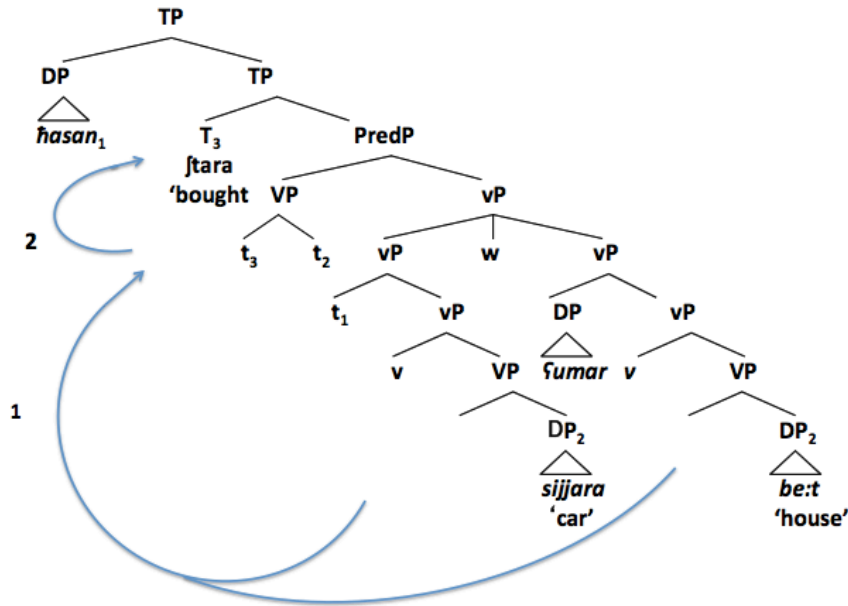 TP
DP TP
ħasan₁ T₃ PredP
ʃtara
‘bought VP vP
2 t₃ t₂ vP w vP
t₁ vP DP vP
v VP ʕumar v VP
1 DP₂ DP₂
sijjara be:t
‘car’ ‘house’